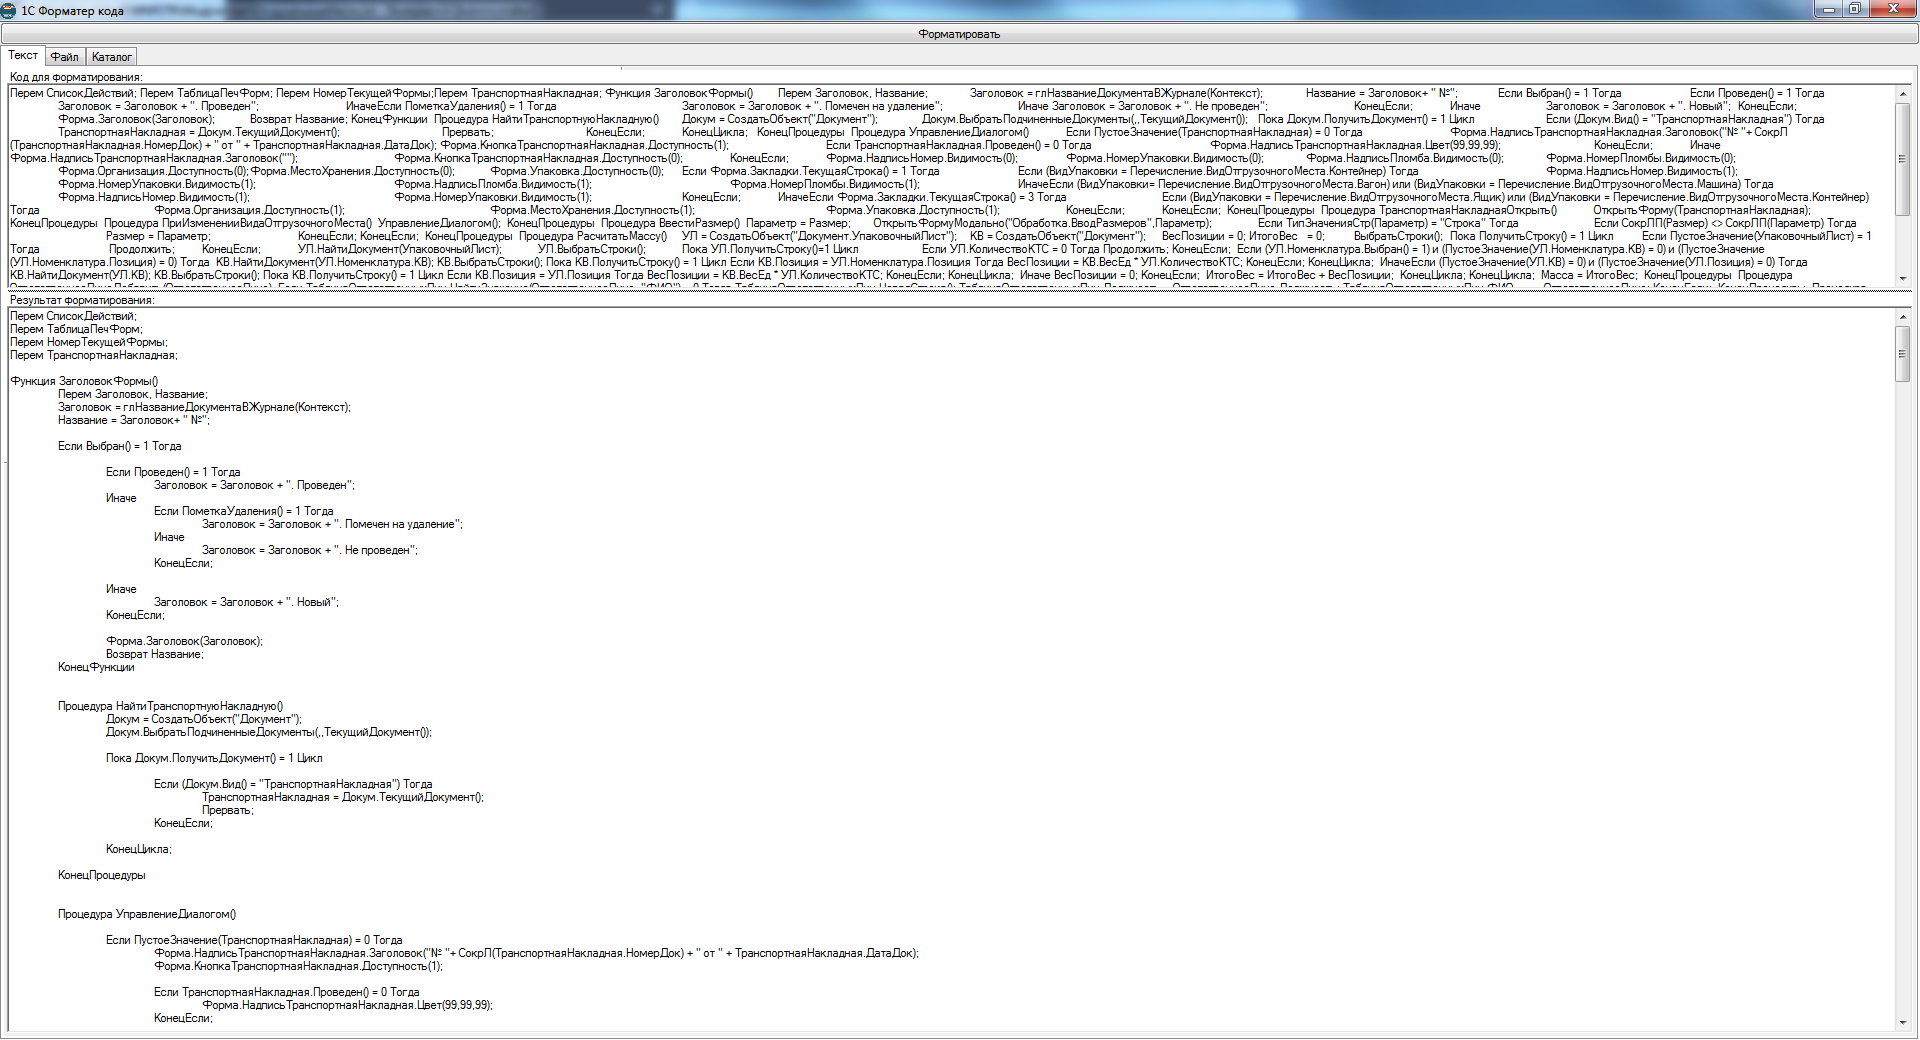 1С Форматер кода
Форматировать
Текст Файл Каталог
Код для форматирования:
Перем СписокДействий; Перем ТаблицаПечФорм; Перем НомерТекущейФормы;Перем ТранспортнаяНакладная; Функция ЗаголовокФормы() Перем Заголовок, Название; Заголовок = глНазваниеДокументаВЖурнале(Контекст); Название = Заголовок+ " №"; Если Выбран() = 1 Тогда Если Проведен() = 1 Тогда
Заголовок = Заголовок + ". Проведен"; ИначеЕсли ПометкаУдаления() = 1 Тогда Заголовок = Заголовок + ". Помечен на удаление"; Иначе Заголовок = Заголовок + ". Не проведен"; КонецЕсли; Иначе Заголовок = Заголовок + ". Новый"; КонецЕсли;
Форма.Заголовок(Заголовок); Возврат Название; КонецФункции Процедура НайтиТранспортнуюНакладную() Докум = СоздатьОбъект("Документ"); Докум.ВыбратьПодчиненныеДокументы(,,ТекущийДокумент()); Пока Докум.ПолучитьДокумент() = 1 Цикл Если (Докум.Вид() = "ТранспортнаяНакладная") Тогда
ТранспортнаяНакладная = Докум.ТекущийДокумент(); Прервать; КонецЕсли; КонецЦикла; КонецПроцедуры Процедура УправлениеДиалогом() Если ПустоеЗначение(ТранспортнаяНакладная) = 0 Тогда Форма.НадписьТранспортнаяНакладная.Заголовок("№ "+ СокрЛ
(ТранспортнаяНакладная.НомерДок) + " от " + ТранспортнаяНакладная.ДатаДок); Форма.КнопкаТранспортнаяНакладная.Доступность(1); Если ТранспортнаяНакладная.Проведен() = 0 Тогда Форма.НадписьТранспортнаяНакладная.Цвет(99,99,99); КонецЕсли; Иначе
Форма.НадписьТранспортнаяНакладная.Заголовок(""); Форма.КнопкаТранспортнаяНакладная.Доступность(0); КонецЕсли; Форма.НадписьНомер.Видимость(0); Форма.НомерУпаковки.Видимость(0); Форма.НадписьПломба.Видимость(0); Форма.НомерПломбы.Видимость(0);
Форма.Организация.Доступность(0); Форма.МестоХранения.Доступность(0); Форма.Упаковка.Доступность(0); Если Форма.Закладки.ТекущаяСтрока() = 1 Тогда Если (ВидУпаковки = Перечисление.ВидОтгрузочногоМеста.Контейнер) Тогда Форма.НадписьНомер.Видимость(1);
Форма.НомерУпаковки.Видимость(1); Форма.НадписьПломба.Видимость(1); Форма.НомерПломбы.Видимость(1); ИначеЕсли (ВидУпаковки= Перечисление.ВидОтгрузочногоМеста.Вагон) или (ВидУпаковки = Перечисление.ВидОтгрузочногоМеста.Машина) Тогда
Форма.НадписьНомер.Видимость(1); Форма.НомерУпаковки.Видимость(1); КонецЕсли; ИначеЕсли Форма.Закладки.ТекущаяСтрока() = 3 Тогда Если (ВидУпаковки = Перечисление.ВидОтгрузочногоМеста.Ящик) или (ВидУпаковки = Перечисление.ВидОтгрузочногоМеста.Контейнер)
Тогда Форма.Организация.Доступность(1); Форма.МестоХранения.Доступность(1); Форма.Упаковка.Доступность(1); КонецЕсли; КонецЕсли; КонецПроцедуры Процедура ТранспортнаяНакладнаяОткрыть() ОткрытьФорму(ТранспортнаяНакладная);
КонецПроцедуры Процедура ПриИзмененииВидаОтгрузочногоМеста() УправлениеДиалогом(); КонецПроцедуры Процедура ВвестиРазмер() Параметр = Размер; ОткрытьФормуМодально("Обработка.ВводРазмеров",Параметр); Если ТипЗначенияСтр(Параметр) = "Строка" Тогда Если СокрЛП(Размер) <> СокрЛП(Параметр) Тогда
Размер = Параметр; КонецЕсли; КонецЕсли; КонецПроцедуры Процедура РасчитатьМассу() УЛ = СоздатьОбъект("Документ.УпаковочныйЛист"); КВ = СоздатьОбъект("Документ"); ВесПозиции = 0; ИтогоВес = 0; ВыбратьСтроки(); Пока ПолучитьСтроку() = 1 Цикл Если ПустоеЗначение(УпаковочныйЛист) = 1
Тогда Продолжить; КонецЕсли; УЛ.НайтиДокумент(УпаковочныйЛист); УЛ.ВыбратьСтроки(); Пока УЛ.ПолучитьСтроку()=1 Цикл Если УЛ.КоличествоКТС = 0 Тогда Продолжить; КонецЕсли; Если (УЛ.Номенклатура.Выбран() = 1) и (ПустоеЗначение(УЛ.Номенклатура.КВ) = 0) и (ПустоеЗначение
(УЛ.Номенклатура.Позиция) = 0) Тогда КВ.НайтиДокумент(УЛ.Номенклатура.КВ); КВ.ВыбратьСтроки(); Пока КВ.ПолучитьСтроку() = 1 Цикл Если КВ.Позиция = УЛ.Номенклатура.Позиция Тогда ВесПозиции = КВ.ВесЕд * УЛ.КоличествоКТС; КонецЕсли; КонецЦикла; ИначеЕсли (ПустоеЗначение(УЛ.КВ) = 0) и (ПустоеЗначение(УЛ.Позиция) = 0) Тогда
КВ.НайтиДокумент(УЛ.КВ); КВ.ВыбратьСтроки(); Пока КВ.ПолучитьСтроку() = 1 Цикл Если КВ.Позиция = УЛ.Позиция Тогда ВесПозиции = КВ.ВесЕд * УЛ.КоличествоКТС; КонецЕсли; КонецЦикла; Иначе ВесПозиции = 0; КонецЕсли; ИтогоВес = ИтогоВес + ВесПозиции; КонецЦикла; КонецЦикла; Масса = ИтогоВес; КонецПроцедуры Процедура
Результат форматирования:
Перем СписокДействий;
Перем ТаблицаПечФорм;
Перем НомерТекущейФормы;
Перем ТранспортнаяНакладная;
Функция ЗаголовокФормы()
Перем Заголовок, Название;
Заголовок = глНазваниеДокументаВЖурнале(Контекст);
Название = Заголовок+ " №";
Если Выбран() = 1 Тогда
Если Проведен() = 1 Тогда
Заголовок = Заголовок + ". Проведен";
Иначе
Если ПометкаУдаления() = 1 Тогда
Заголовок = Заголовок + ". Помечен на удаление";
Иначе
Заголовок = Заголовок + ". Не проведен";
КонецЕсли;
Иначе
Заголовок = Заголовок + ". Новый";
КонецЕсли;
Форма.Заголовок(Заголовок);
Возврат Название;
КонецФункции
Процедура НайтиТранспортнуюНакладную()
Докум = СоздатьОбъект("Документ");
Докум.ВыбратьПодчиненныеДокументы(,,ТекущийДокумент());
Пока Докум.ПолучитьДокумент() = 1 Цикл
Если (Докум.Вид() = "ТранспортнаяНакладная") Тогда
ТранспортнаяНакладная = Докум.ТекущийДокумент();
Прервать;
КонецЕсли;
КонецЦикла;
КонецПроцедуры
Процедура УправлениеДиалогом()
Если ПустоеЗначение(ТранспортнаяНакладная) = 0 Тогда
Форма.НадписьТранспортнаяНакладная.Заголовок("№ "+ СокрЛ(ТранспортнаяНакладная.НомерДок) + " от " + ТранспортнаяНакладная.ДатаДок);
Форма.КнопкаТранспортнаяНакладная.Доступность(1);
Если ТранспортнаяНакладная.Проведен() = 0 Тогда
Форма.НадписьТранспортнаяНакладная.Цвет(99,99,99);
КонецЕсли;